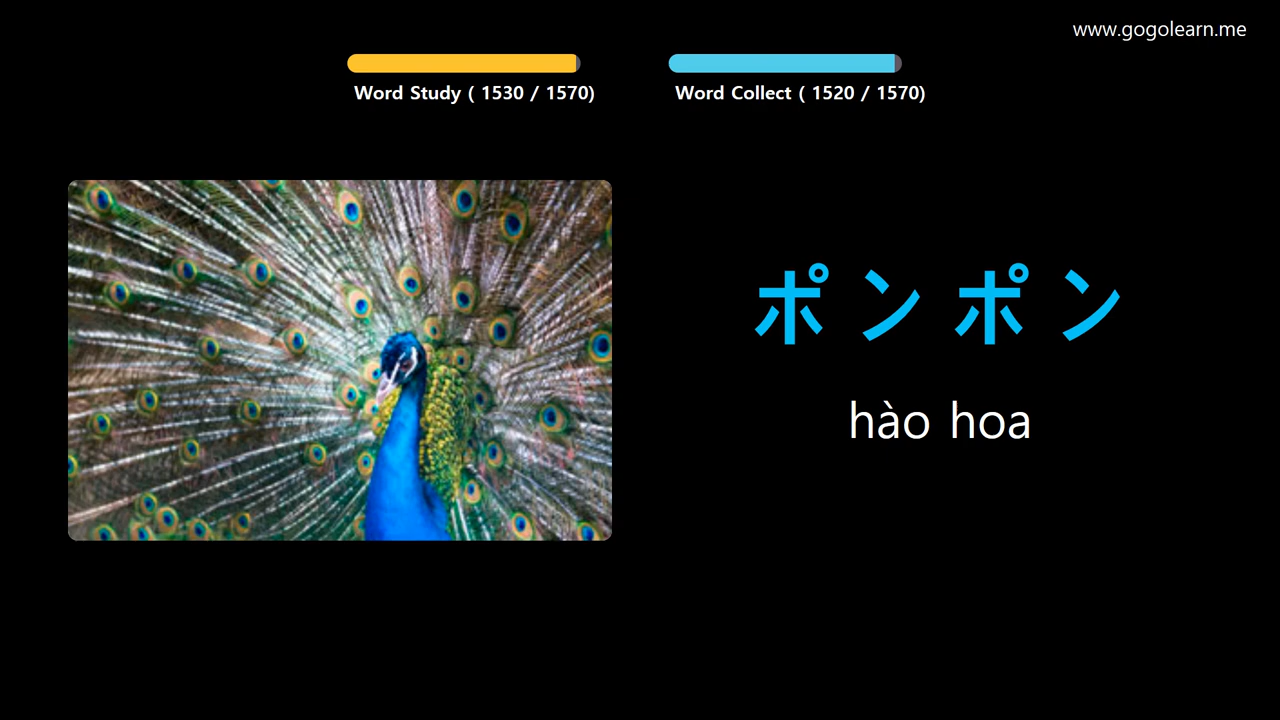 www.gogolearn.me
Word Study ( 1530 / 1570)
Word Collect ( 1520 / 1570)
ポンポン
hào hoa